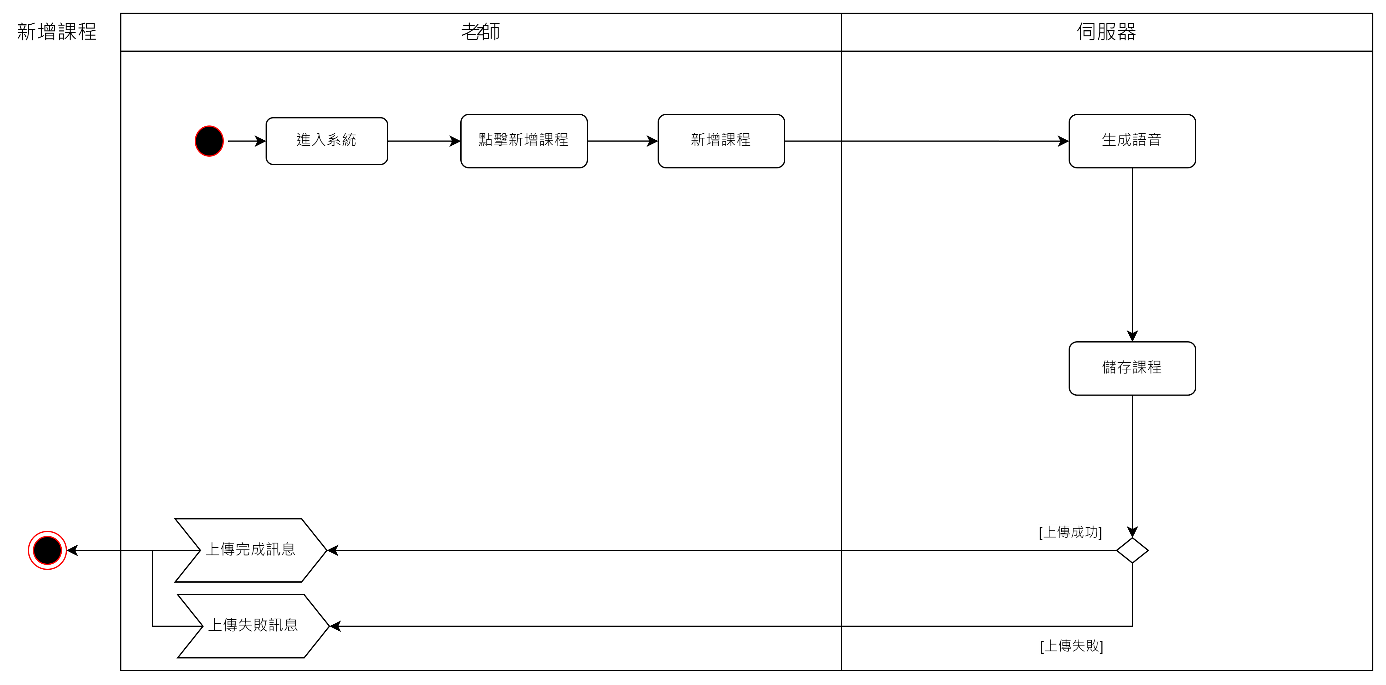 新增課程
老師
伺服器
進入系統
點擊新增課程
新增課程
生成語音
儲存課程
[上傳成功]
上傳完成訊息
上傳失敗訊息
[上傳失敗]